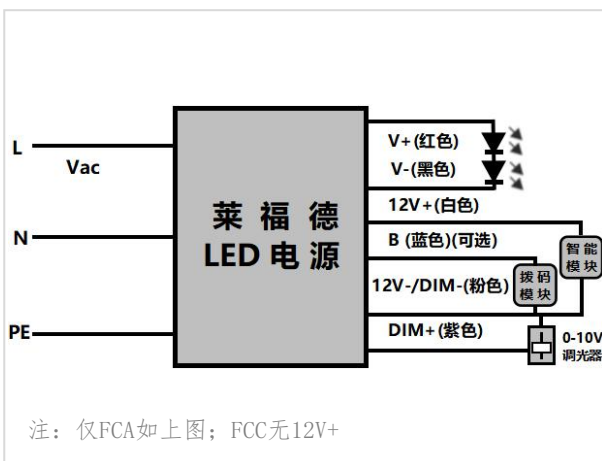 L
Vac
N
PE
莱福德
LED电源
V+(红色)
V-(黑色)
12V+(白色)
B(蓝色)(可选)
12V-/DIM-(粉色)
DIM+(紫色)
智能
模块
拨码
模块
0-10V
调光器
注：仅FCA如上图；FCC无12V+